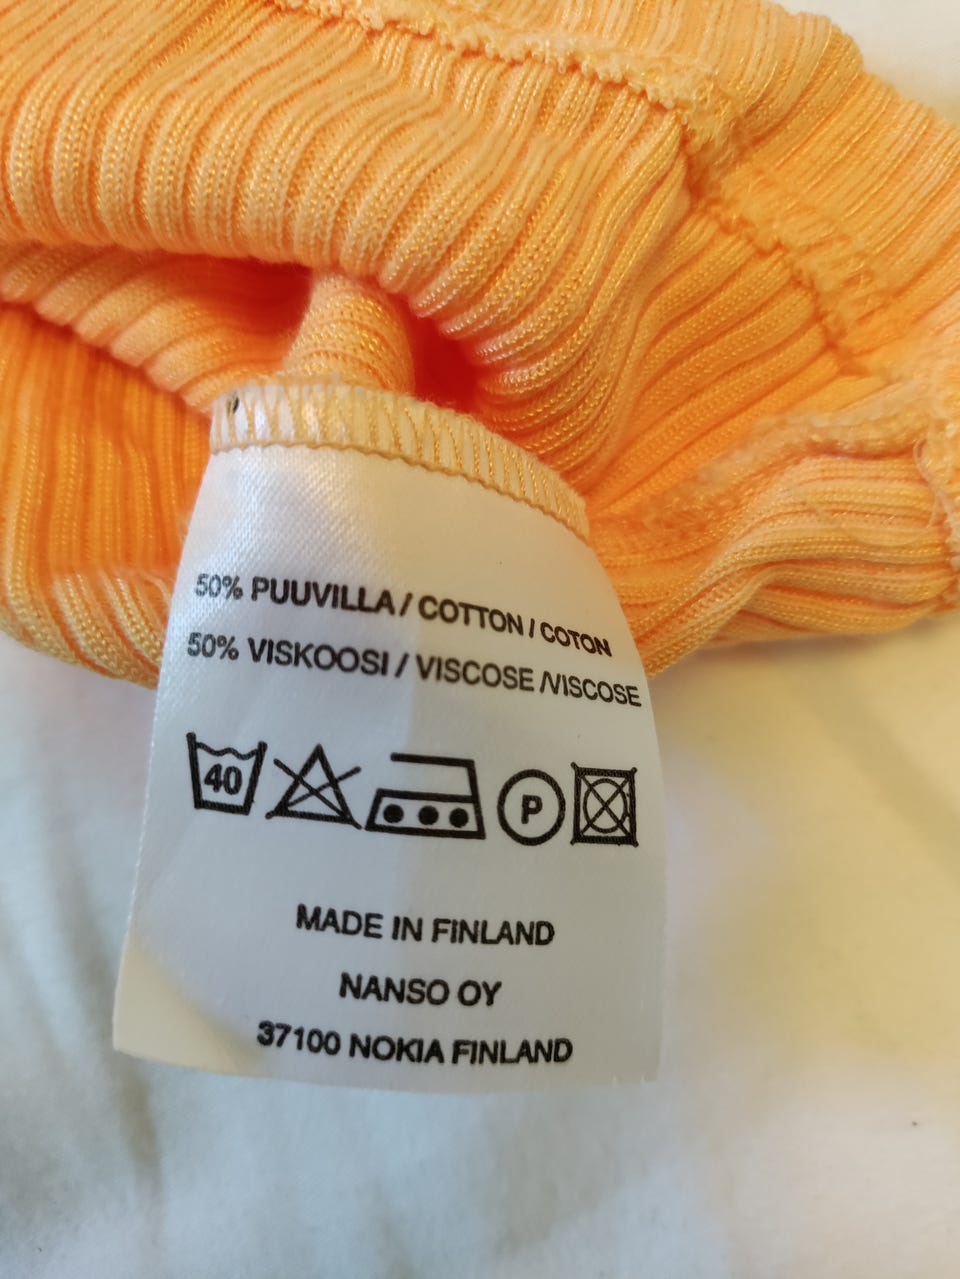 50% PUUVILLA / COTTON / COTON
50% VISKOOSI / VISCOSE /VISCOSE
40 P
MADE IN FINLAND
NANSO OY
37100 NOKIA FINLAND